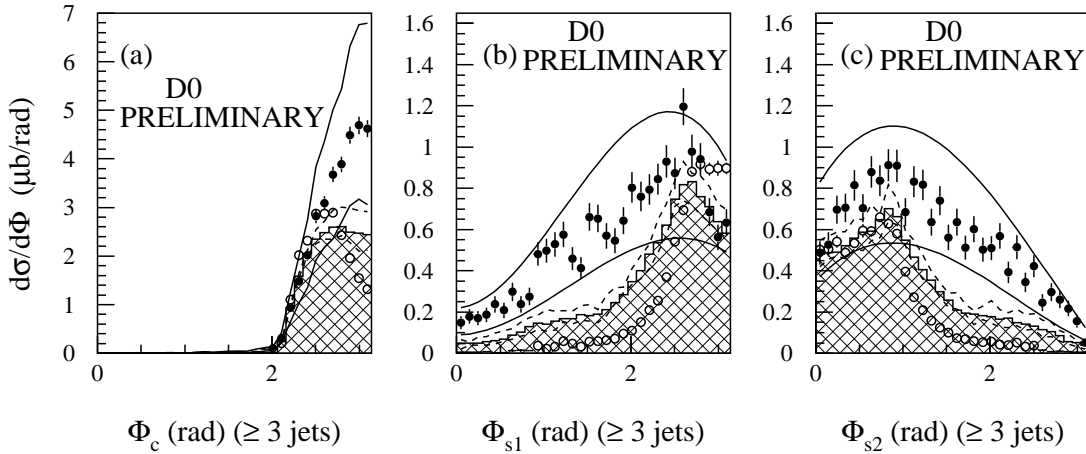 dσ/dΦ (μb/rad)
7
6
5
4
3
2
1
0
(a)
D0
PRELIMINARY
0
2
Φc (rad) (≥ 3 jets)
1.6
1.4
1.2
1
0.8
0.6
0.4
0.2
0
D0
(b) PRELIMINARY
0
2
Φs1 (rad) (≥ 3 jets)
1.6
1.4
1.2
1
0.8
0.6
0.4
0.2
0
D0
(c) PRELIMINARY
0
2
Φs2 (rad) (≥ 3 jets)